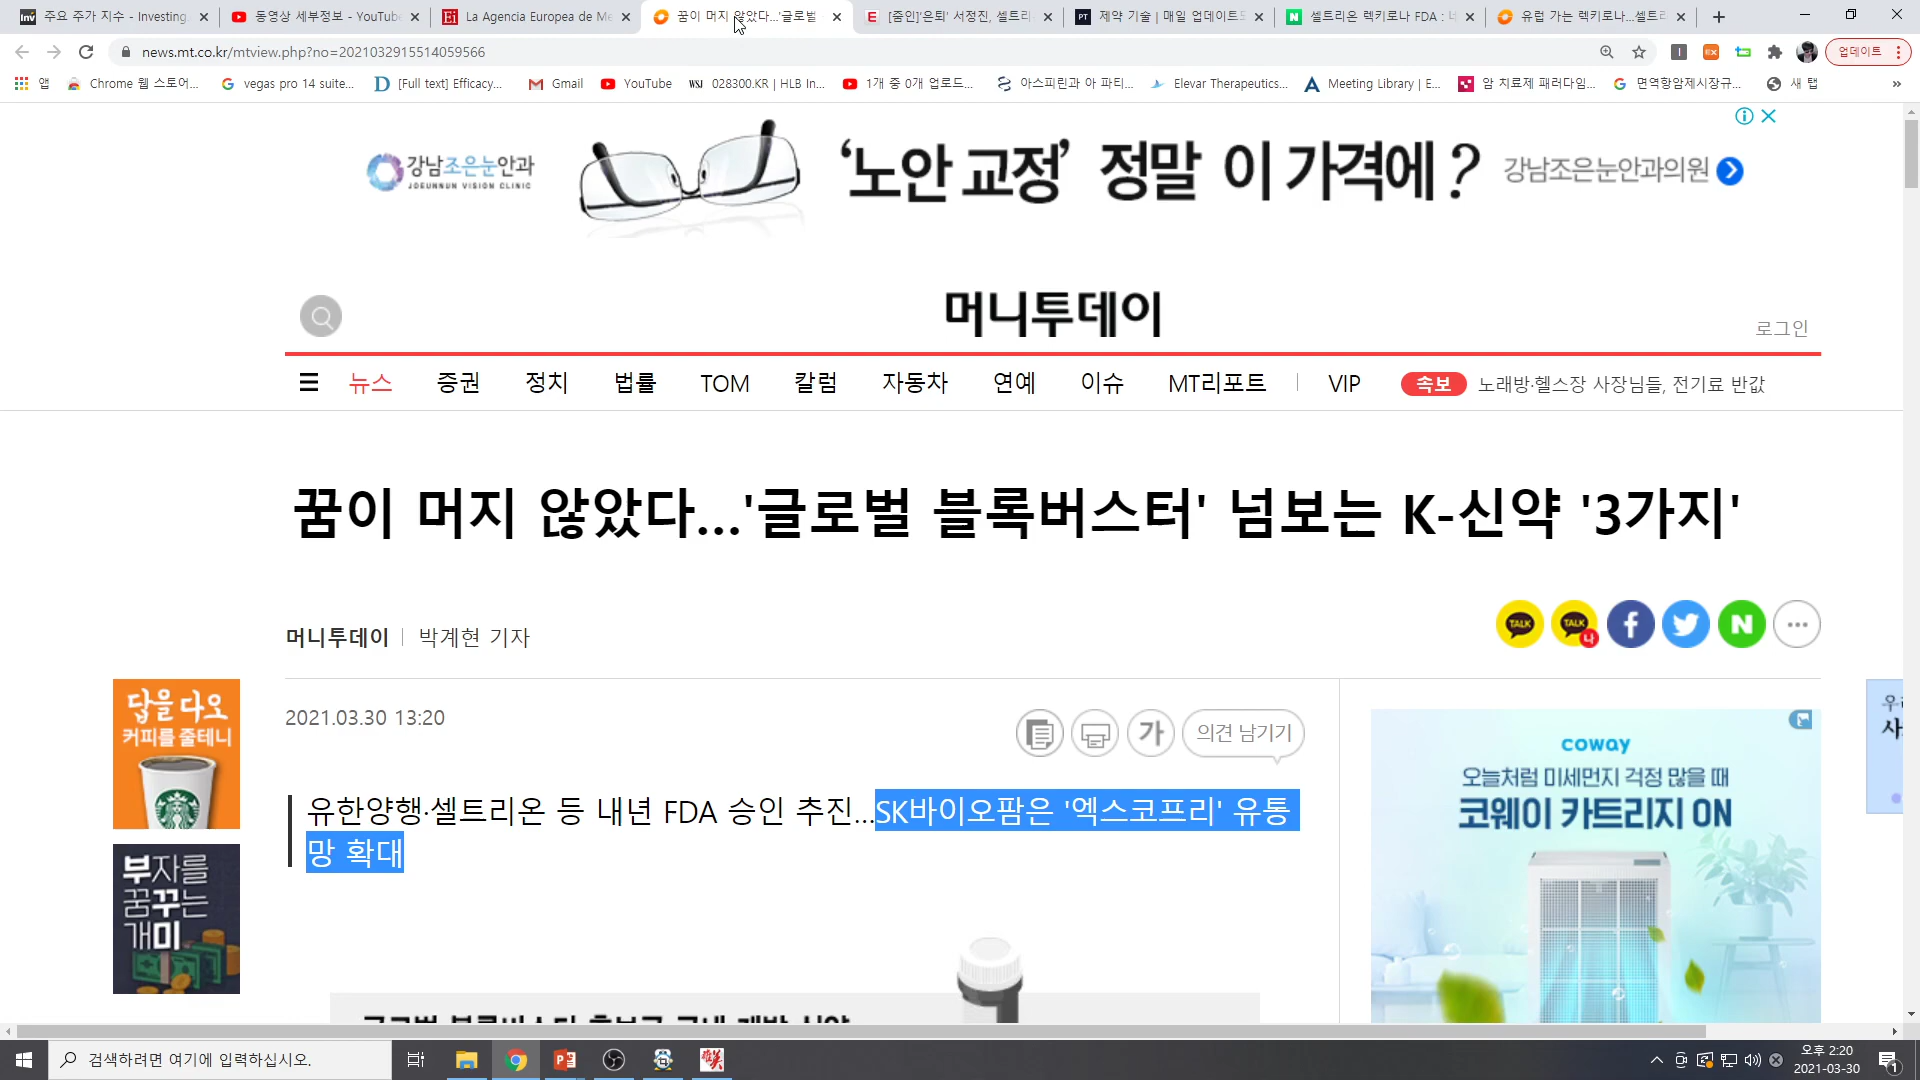 주요 주가 지수 - Investing.
동영상 세부정보 - YouTube
La Agencia Europea de Me
꿈이 머지 않았다...'글로벌
[줌인]'은퇴' 서정진, 셀트리
제약 기술 | 매일 업데이트되
셀트리온 렉키로나 FDA : 네
유럽 가는 렉키로나...셀트리
news.mt.co.kr/mtview.php?no=2021032915514059566
업데이트
앱
Chrome 웹 스토어...
vegas pro 14 suite...
[Full text] Efficacy...
Gmail
YouTube
028300.KR | HLB In...
1개 중 0개 업로드...
아스피린과 아 파티...
Elevar Therapeutics...
Meeting Library | E...
암 치료제 패러다임...
면역항암제시장규...
새 탭
강남조은눈안과
JOEUNNUN VISION CLINIC
'노안 교정' 정말 이 가격에?
강남조은눈안과의원
머니투데이
로그인
뉴스 증권 정치 법률 TOM 칼럼 자동차 연예 이슈 MT리포트 VIP
속보 노래방·헬스장 사장님들, 전기료 반값
꿈이 머지 않았다...'글로벌 블록버스터' 넘보는 K-신약 '3가지'
머니투데이 | 박계현 기자
TALK
TALK
나
2021.03.30 13:20
가
의견 남기기
유한양행·셀트리온 등 내년 FDA 승인 추진...SK바이오팜은 '엑스코프리' 유통
망 확대
답을 다오
커피를 줄테니
부자를
꿈꾸는
개미
coway
오늘처럼 미세먼지 걱정 많을 때
코웨이 카트리지 ON
검색하려면 여기에 입력하십시오.
오후 2:20
2021-03-30